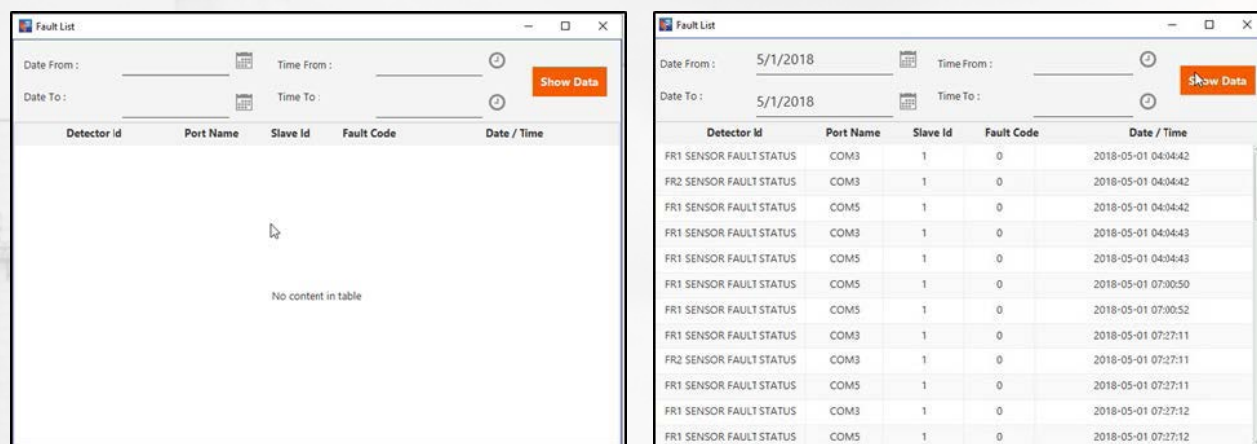 Fault List
Date From :
Time From :
Show Data
Date To :
Time To :
Detector Id Port Name Slave Id Fault Code Date / Time
No content in table
Fault List
Date From : 5/1/2018 Time From :
Show Data
Date To : 5/1/2018 Time To :
Detector Id Port Name Slave Id Fault Code Date / Time
FR1 SENSOR FAULT STATUS COM3 1 0 2018-05-01 04:04:42
FR2 SENSOR FAULT STATUS COM3 1 0 2018-05-01 04:04:42
FR1 SENSOR FAULT STATUS COM5 1 0 2018-05-01 04:04:42
FR1 SENSOR FAULT STATUS COM3 1 0 2018-05-01 04:04:43
FR1 SENSOR FAULT STATUS COM5 1 0 2018-05-01 04:04:43
FR1 SENSOR FAULT STATUS COM5 1 0 2018-05-01 07:00:50
FR1 SENSOR FAULT STATUS COM5 1 0 2018-05-01 07:00:52
FR1 SENSOR FAULT STATUS COM3 1 0 2018-05-01 07:27:11
FR2 SENSOR FAULT STATUS COM3 1 0 2018-05-01 07:27:11
FR1 SENSOR FAULT STATUS COM5 1 0 2018-05-01 07:27:11
FR1 SENSOR FAULT STATUS COM3 1 0 2018-05-01 07:27:12
FR1 SENSOR FAULT STATUS COM5 1 0 2018-05-01 07:27:12